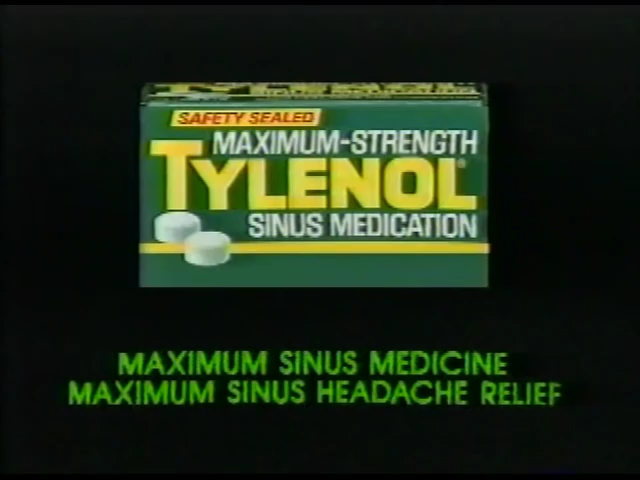 SAFETY SEALED
MAXIMUM-STRENGTH
TYLENOL®
SINUS MEDICATION
MAXIMUM SINUS MEDICINE
MAXIMUM SINUS HEADACHE RELIEF